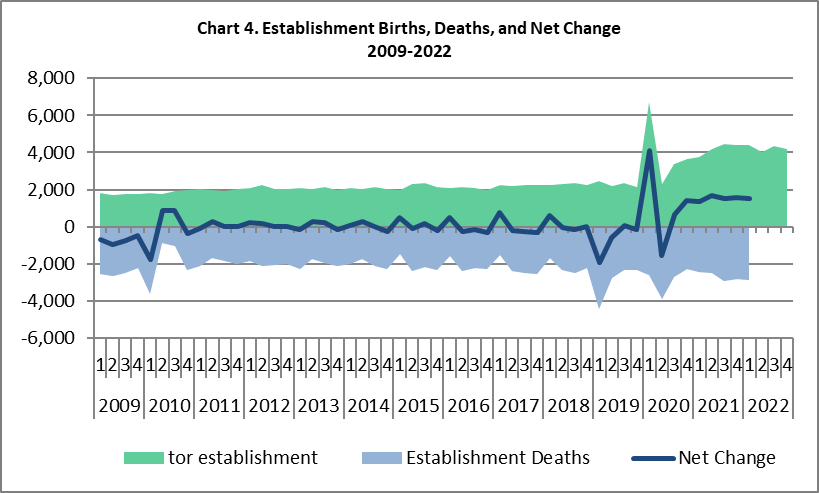 Chart 4. Establishment Births, Deaths, and Net Change
2009-2022
8,000
6,000
4,000
2,000
0
-2,000
-4,000
-6,000
1 2 3 4 1 2 3 4 1 2 3 4 1 2 3 4 1 2 3 4 1 2 3 4 1 2 3 4 1 2 3 4 1 2 3 4 1 2 3 4 1 2 3 4 1 2 3 4 1 2 3 4 1 2 3 4
2009 2010 2011 2012 2013 2014 2015 2016 2017 2018 2019 2020 2021 2022
tor establishment Establishment Deaths Net Change